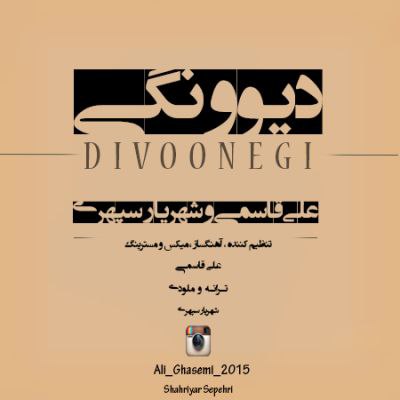 دیوونگی
DIVOONEGI
علی قاسمی و شهریار سپهری
تنظیم کننده ، آهنگساز ،میکس و مسترینگ
علی قاسمی
ترانه و ملودی
شهریار سپهری
Ali_Ghasemi_2015
Shahriyar Sepehri